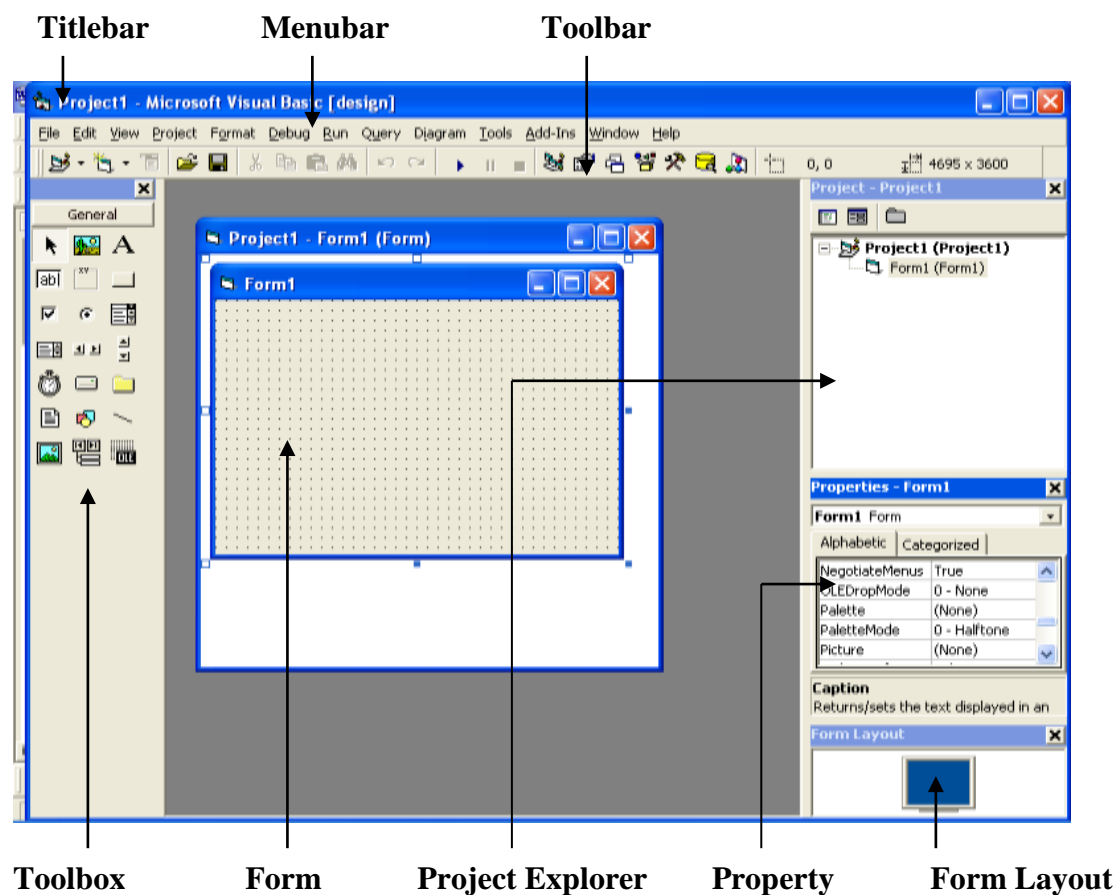 Titlebar Menubar Toolbar
Project1 - Microsoft Visual Basic [design]
File Edit View Project Format Debug Run Query Diagram Tools Add-Ins Window Help
0, 0 4695 x 3600
General
A
ab|
xv
OLE
Project1 - Form1 (Form)
Form1
Project - Project1
Project1 (Project1)
Form1 (Form1)
Properties - Form1
Form1 Form
Alphabetic Categorized
NegotiateMenus True
OLEDropMode 0 - None
Palette (None)
PaletteMode 0 - Halftone
Picture (None)
Caption
Returns/sets the text displayed in an
Form Layout
Toolbox Form Project Explorer Property Form Layout